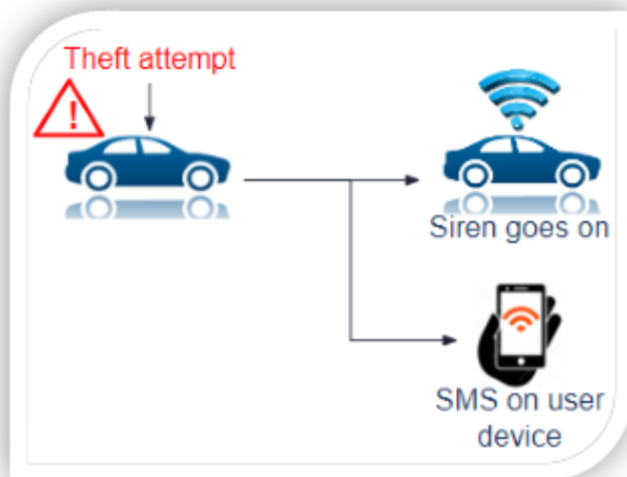 Theft attempt
!
Siren goes on
SMS on user
device